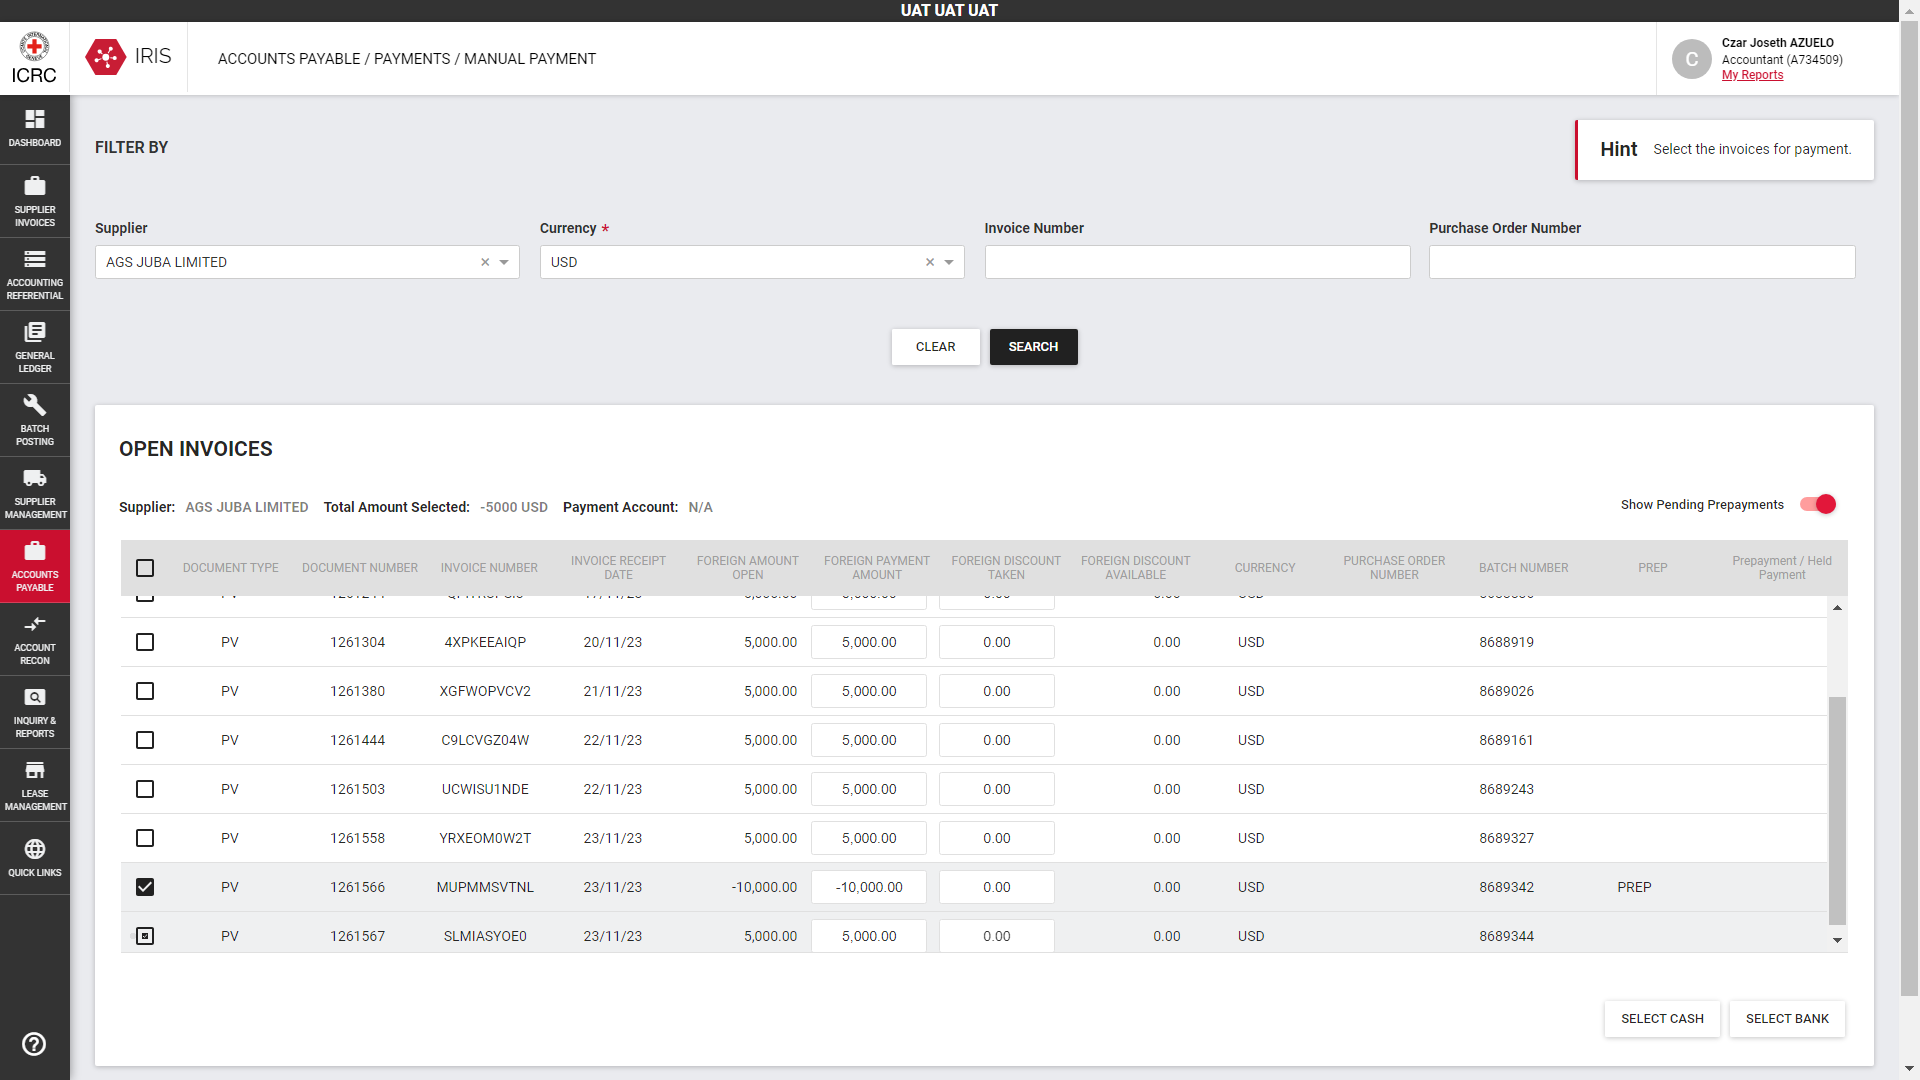 UAT UAT UAT
ICRC
IRIS
ACCOUNTS PAYABLE / PAYMENTS / MANUAL PAYMENT
C
Czar Joseth AZUELO
Accountant (A734509)
My Reports
DASHBOARD
SUPPLIER
INVOICES
ACCOUNTING
REFERENTIAL
GENERAL
LEDGER
BATCH
POSTING
SUPPLIER
MANAGEMENT
ACCOUNTS
PAYABLE
ACCOUNT
RECON
INQUIRY &
REPORTS
LEASE
MANAGEMENT
QUICK LINKS
FILTER BY
Hint Select the invoices for payment.
Supplier Currency * Invoice Number Purchase Order Number
AGS JUBA LIMITED × USD ×
CLEAR SEARCH
OPEN INVOICES
Supplier: AGS JUBA LIMITED Total Amount Selected: -5000 USD Payment Account: N/A
Show Pending Prepayments
DOCUMENT TYPE DOCUMENT NUMBER INVOICE NUMBER INVOICE RECEIPT DATE FOREIGN AMOUNT OPEN FOREIGN PAYMENT AMOUNT FOREIGN DISCOUNT TAKEN FOREIGN DISCOUNT AVAILABLE CURRENCY PURCHASE ORDER NUMBER BATCH NUMBER PREP Prepayment / Held Payment
PV 1261304 4XPKEEAIQP 20/11/23 5,000.00 5,000.00 0.00 0.00 USD 8688919
PV 1261380 XGFWOPVCV2 21/11/23 5,000.00 5,000.00 0.00 0.00 USD 8689026
PV 1261444 C9LCVGZ04W 22/11/23 5,000.00 5,000.00 0.00 0.00 USD 8689161
PV 1261503 UCWISU1NDE 22/11/23 5,000.00 5,000.00 0.00 0.00 USD 8689243
PV 1261558 YRXEOM0W2T 23/11/23 5,000.00 5,000.00 0.00 0.00 USD 8689327
PV 1261566 MUPMMSVTNL 23/11/23 -10,000.00 -10,000.00 0.00 0.00 USD 8689342 PREP
PV 1261567 SLMIASYOE0 23/11/23 5,000.00 5,000.00 0.00 0.00 USD 8689344
SELECT CASH SELECT BANK